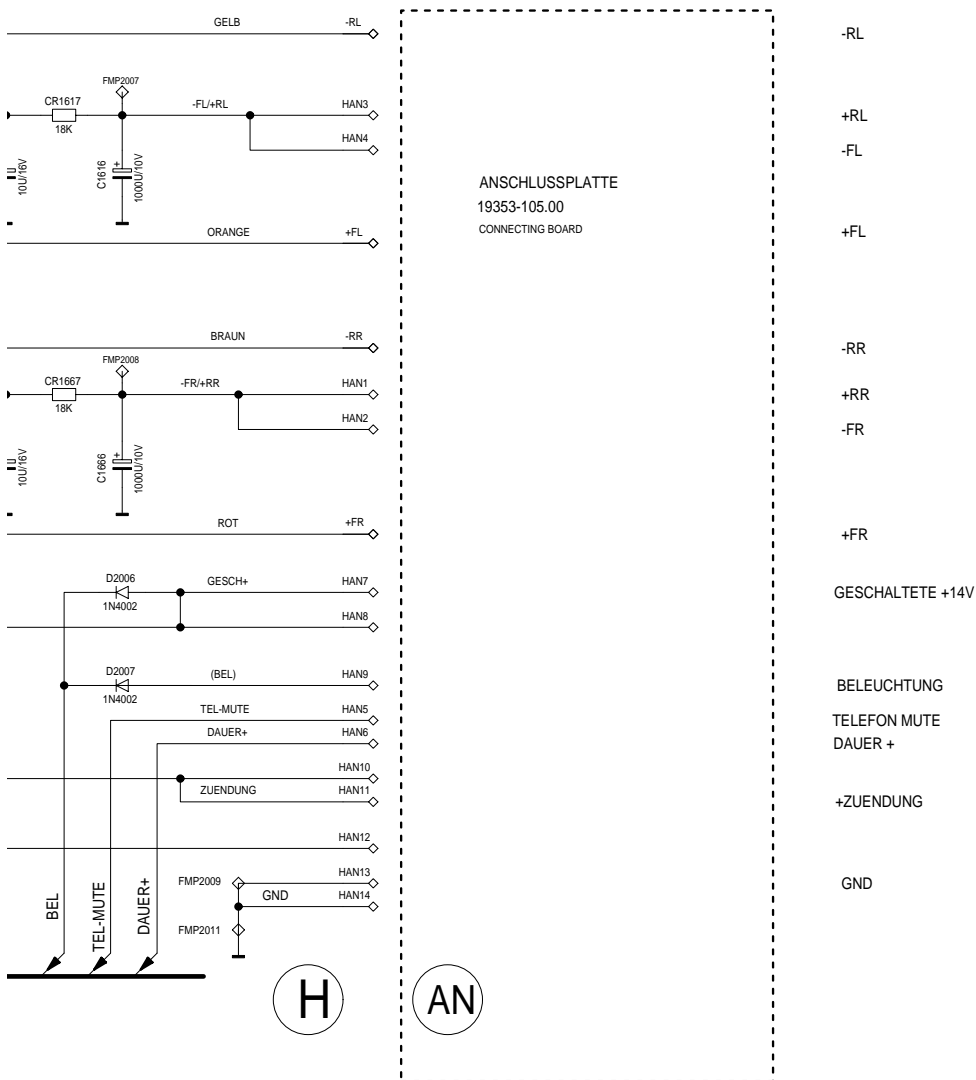 GELB -RL -RL
FMP2007
CR1617 -FL/+RL HAN3 +RL
18K
HAN4 -FL
10U/16V C1616 + 1000U/10V
ANSCHLUSSPLATTE
19353-105.00
CONNECTING BOARD
ORANGE +FL +FL
BRAUN -RR -RR
FMP2008
CR1667 -FR/+RR HAN1 +RR
18K
HAN2 -FR
10U/16V C1666 + 1000U/10V
ROT +FR +FR
D2006 GESCH+ HAN7 GESCHALTETE +14V
1N4002
HAN8
D2007 (BEL) HAN9 BELEUCHTUNG
1N4002
TEL-MUTE HAN5 TELEFON MUTE
DAUER+ HAN6 DAUER +
HAN10
ZUENDUNG HAN11 +ZUENDUNG
HAN12
FMP2009 HAN13 GND
GND HAN14
BEL TEL-MUTE DAUER+
FMP2011
H AN